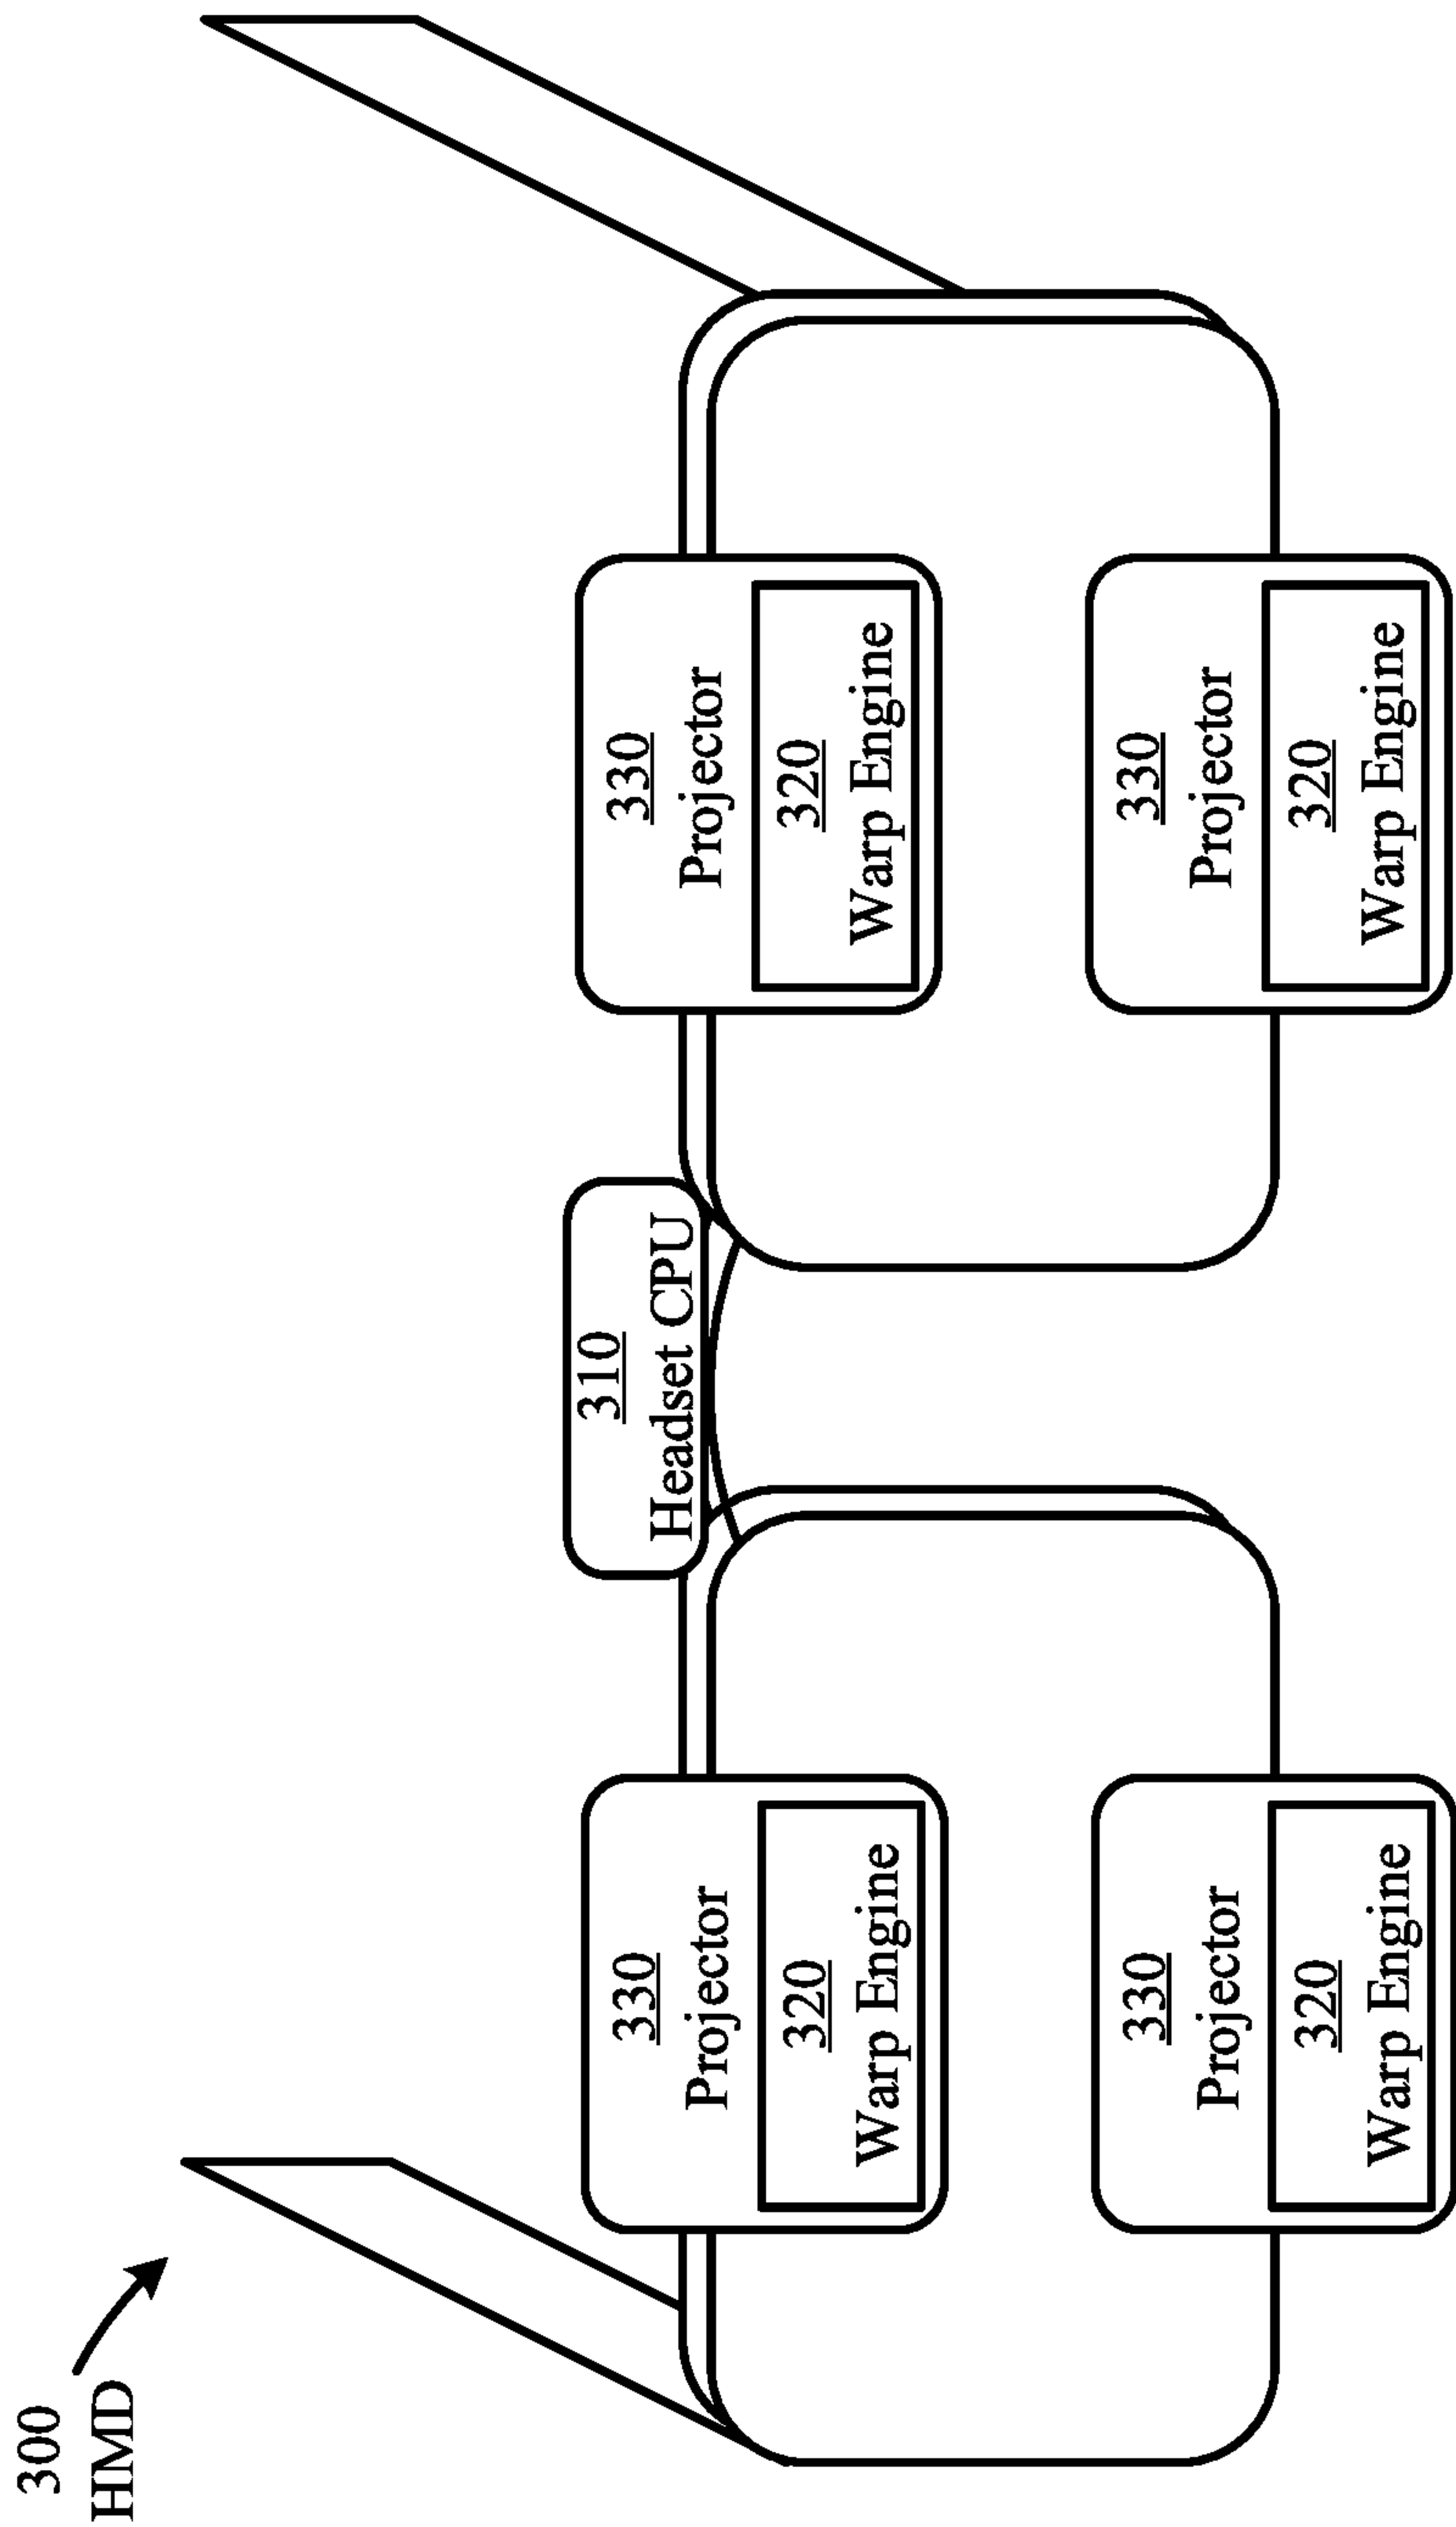 300
HMD
310
Headset CPU
330
Projector
320
Warp Engine
330
Projector
320
Warp Engine
330
Projector
320
Warp Engine
330
Projector
320
Warp Engine